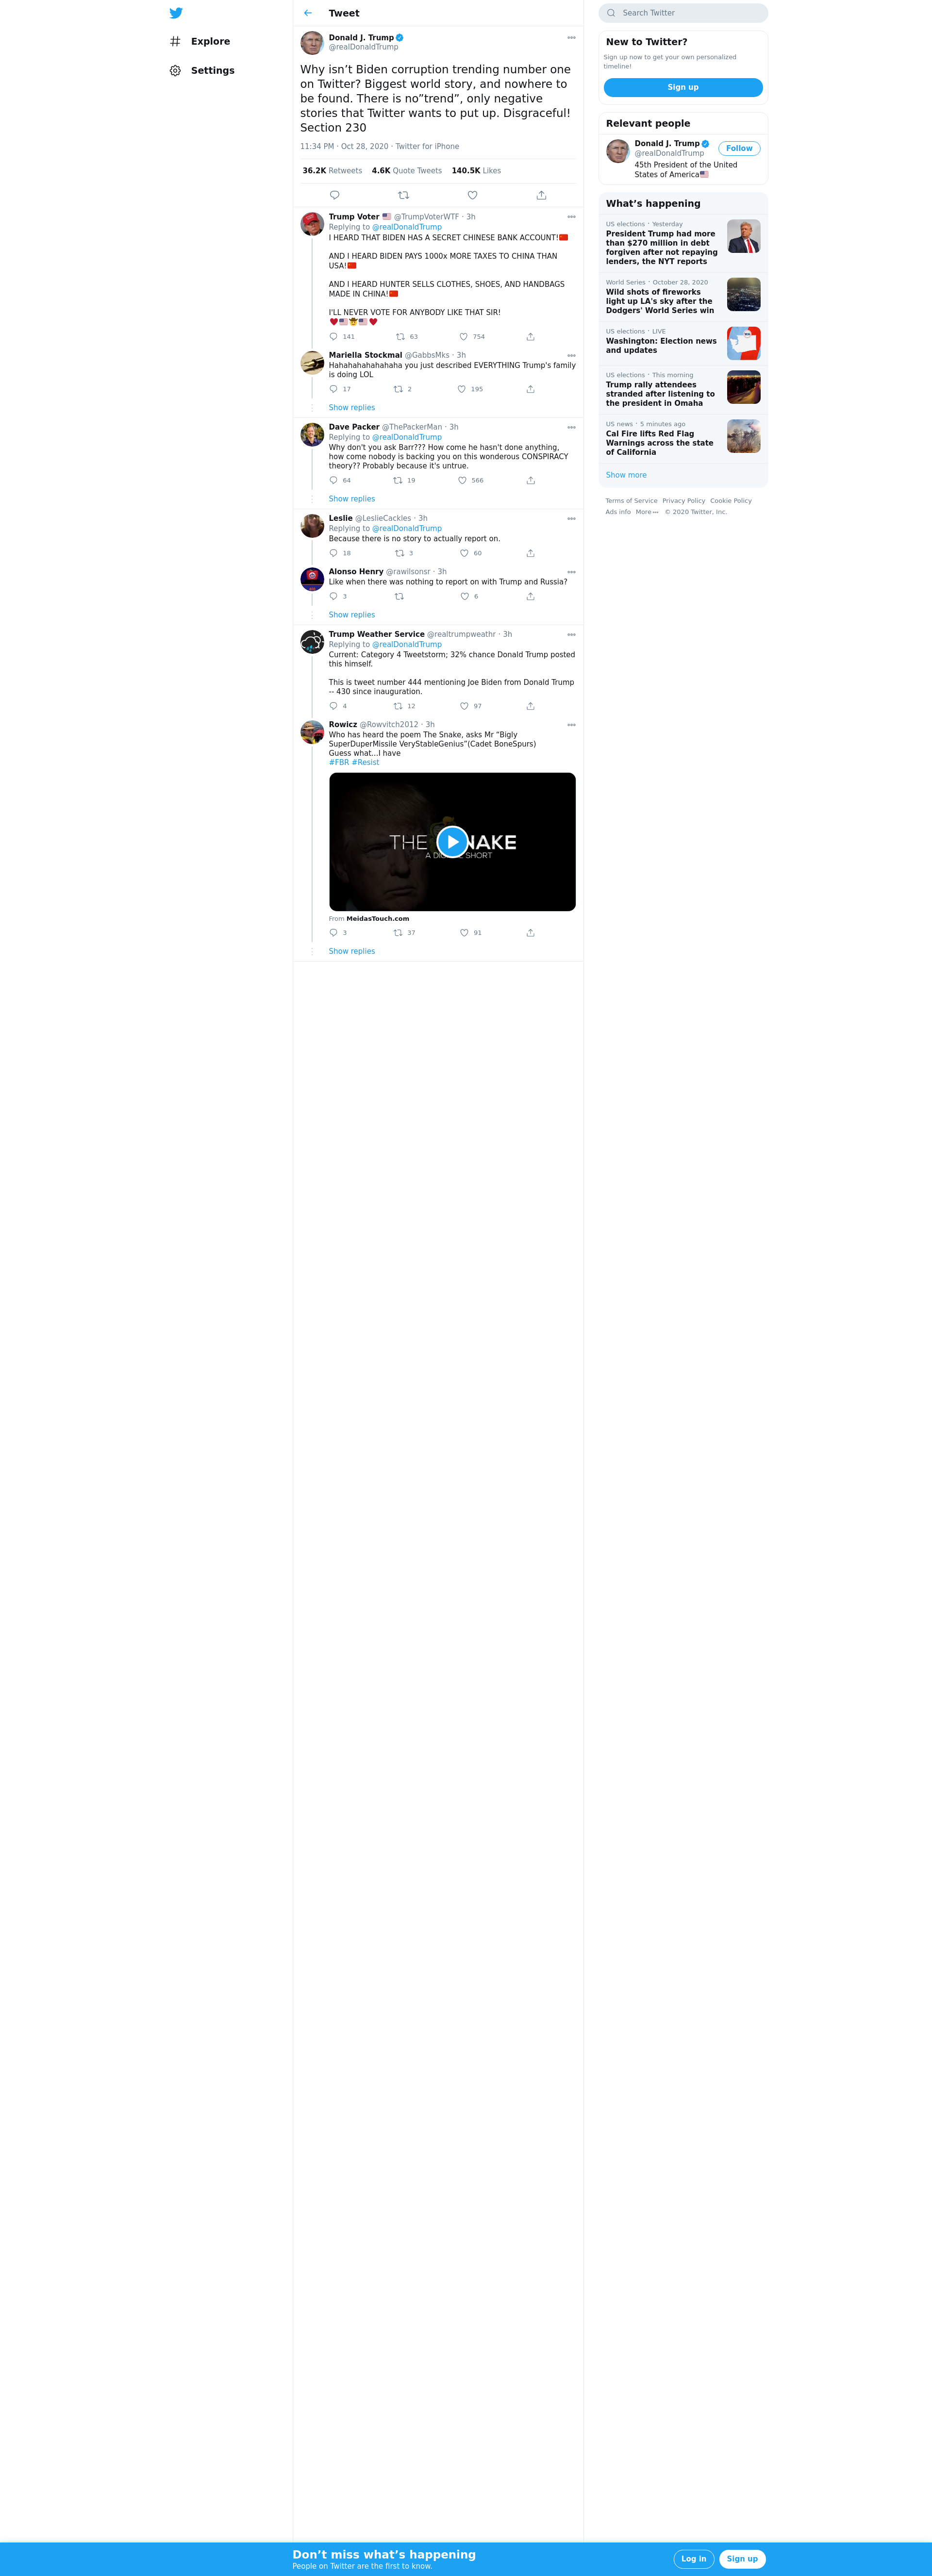 Explore
Settings
Tweet
Donald J. Trump
@realDonaldTrump
Why isn’t Biden corruption trending number one
on Twitter? Biggest world story, and nowhere to
be found. There is no”trend”, only negative
stories that Twitter wants to put up. Disgraceful!
Section 230
11:34 PM · Oct 28, 2020 · Twitter for iPhone
36.2K Retweets 4.6K Quote Tweets 140.5K Likes
Trump Voter 🇺🇸 @TrumpVoterWTF · 3h
Replying to @realDonaldTrump
I HEARD THAT BIDEN HAS A SECRET CHINESE BANK ACCOUNT!🇨🇳
AND I HEARD BIDEN PAYS 1000x MORE TAXES TO CHINA THAN
USA!🇨🇳
AND I HEARD HUNTER SELLS CLOTHES, SHOES, AND HANDBAGS
MADE IN CHINA!🇨🇳
I'LL NEVER VOTE FOR ANYBODY LIKE THAT SIR!
♥️🇺🇸🤠🇺🇸♥️
141 63 754
Mariella Stockmal @GabbsMks · 3h
Hahahahahahahaha you just described EVERYTHING Trump's family
is doing LOL
17 2 195
Show replies
Dave Packer @ThePackerMan · 3h
Replying to @realDonaldTrump
Why don't you ask Barr??? How come he hasn't done anything,
how come nobody is backing you on this wonderous CONSPIRACY
theory?? Probably because it's untrue.
64 19 566
Show replies
Leslie @LeslieCackles · 3h
Replying to @realDonaldTrump
Because there is no story to actually report on.
18 3 60
Alonso Henry @rawilsonsr · 3h
Like when there was nothing to report on with Trump and Russia?
3 6
Show replies
Trump Weather Service @realtrumpweathr · 3h
Replying to @realDonaldTrump
Current: Category 4 Tweetstorm; 32% chance Donald Trump posted
this himself.
This is tweet number 444 mentioning Joe Biden from Donald Trump
-- 430 since inauguration.
4 12 97
Rowicz @Rowvitch2012 · 3h
Who has heard the poem The Snake, asks Mr “Bigly
SuperDuperMissile VeryStableGenius”(Cadet BoneSpurs)
Guess what...I have
#FBR #Resist
THE NAKE
A DI SHORT
From MeidasTouch.com
3 37 91
Show replies
Search Twitter
New to Twitter?
Sign up now to get your own personalized
timeline!
Sign up
Relevant people
Donald J. Trump
@realDonaldTrump
Follow
45th President of the United
States of America🇺🇸
What’s happening
US elections · Yesterday
President Trump had more
than $270 million in debt
forgiven after not repaying
lenders, the NYT reports
World Series · October 28, 2020
Wild shots of fireworks
light up LA's sky after the
Dodgers' World Series win
US elections · LIVE
Washington: Election news
and updates
US elections · This morning
Trump rally attendees
stranded after listening to
the president in Omaha
US news · 5 minutes ago
Cal Fire lifts Red Flag
Warnings across the state
of California
Show more
Terms of Service Privacy Policy Cookie Policy
Ads info More ••• © 2020 Twitter, Inc.
Don’t miss what’s happening
People on Twitter are the first to know.
Log in
Sign up